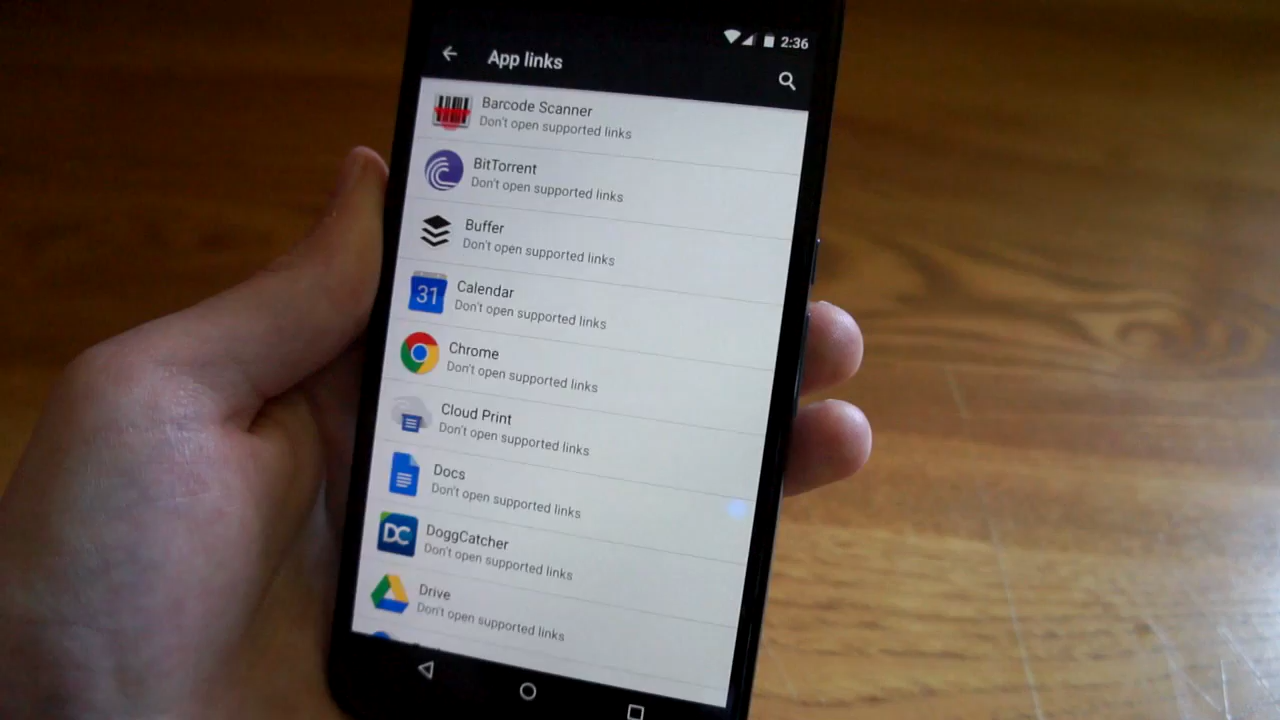 2:36
App links
Barcode Scanner
Don't open supported links
BitTorrent
Don't open supported links
Buffer
Don't open supported links
31
Calendar
Don't open supported links
Chrome
Don't open supported links
Cloud Print
Don't open supported links
Docs
Don't open supported links
DC
DoggCatcher
Don't open supported links
Drive
Don't open supported links